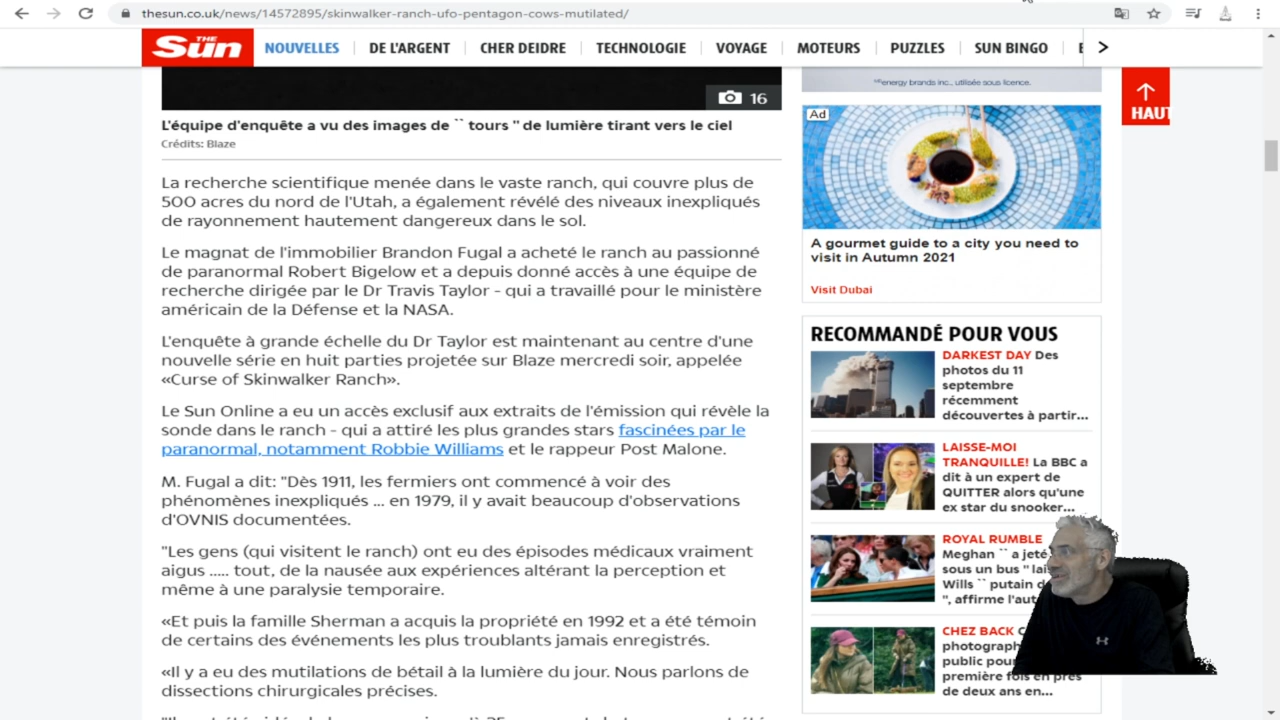 thesun.co.uk/news/14572895/skinwalker-ranch-ufo-pentagon-cows-mutilated/
THE Sun
NOUVELLES
DE L'ARGENT
CHER DEIDRE
TECHNOLOGIE
VOYAGE
MOTEURS
PUZZLES
SUN BINGO
16
L'équipe d'enquête a vu des images de `` tours '' de lumière tirant vers le ciel
Crédits: Blaze
La recherche scientifique menée dans le vaste ranch, qui couvre plus de
500 acres du nord de l'Utah, a également révélé des niveaux inexpliqués
de rayonnement hautement dangereux dans le sol.
Le magnat de l'immobilier Brandon Fugal a acheté le ranch au passionné
de paranormal Robert Bigelow et a depuis donné accès à une équipe de
recherche dirigée par le Dr Travis Taylor - qui a travaillé pour le ministère
américain de la Défense et la NASA.
L'enquête à grande échelle du Dr Taylor est maintenant au centre d'une
nouvelle série en huit parties projetée sur Blaze mercredi soir, appelée
«Curse of Skinwalker Ranch».
Le Sun Online a eu un accès exclusif aux extraits de l'émission qui révèle la
sonde dans le ranch - qui a attiré les plus grandes stars fascinées par le
paranormal, notamment Robbie Williams et le rappeur Post Malone.
M. Fugal a dit: "Dès 1911, les fermiers ont commencé à voir des
phénomènes inexpliqués ... en 1979, il y avait beaucoup d'observations
d'OVNIS documentées.
"Les gens (qui visitent le ranch) ont eu des épisodes médicaux vraiment
aigus ..... tout, de la nausée aux expériences altérant la perception et
même à une paralysie temporaire.
«Et puis la famille Sherman a acquis la propriété en 1992 et a été témoin
de certains des événements les plus troublants jamais enregistrés.
«Il y a eu des mutilations de bétail à la lumière du jour. Nous parlons de
dissections chirurgicales précises.
energy brands inc., utilisée sous licence.
Ad
A gourmet guide to a city you need to
visit in Autumn 2021
Visit Dubai
HAUT
RECOMMANDÉ POUR VOUS
DARKEST DAY Des
photos du 11
septembre
récemment
découvertes à partir...
LAISSE-MOI
TRANQUILLE! La BBC a
dit à un expert de
QUITTER alors qu'une
ex star du snooker...
ROYAL RUMBLE
Meghan `` a jeté
sous un bus ''
Wills `` putain
'', affirme
CHEZ BACK
photograph
public pour
première fois en près
de deux ans en...